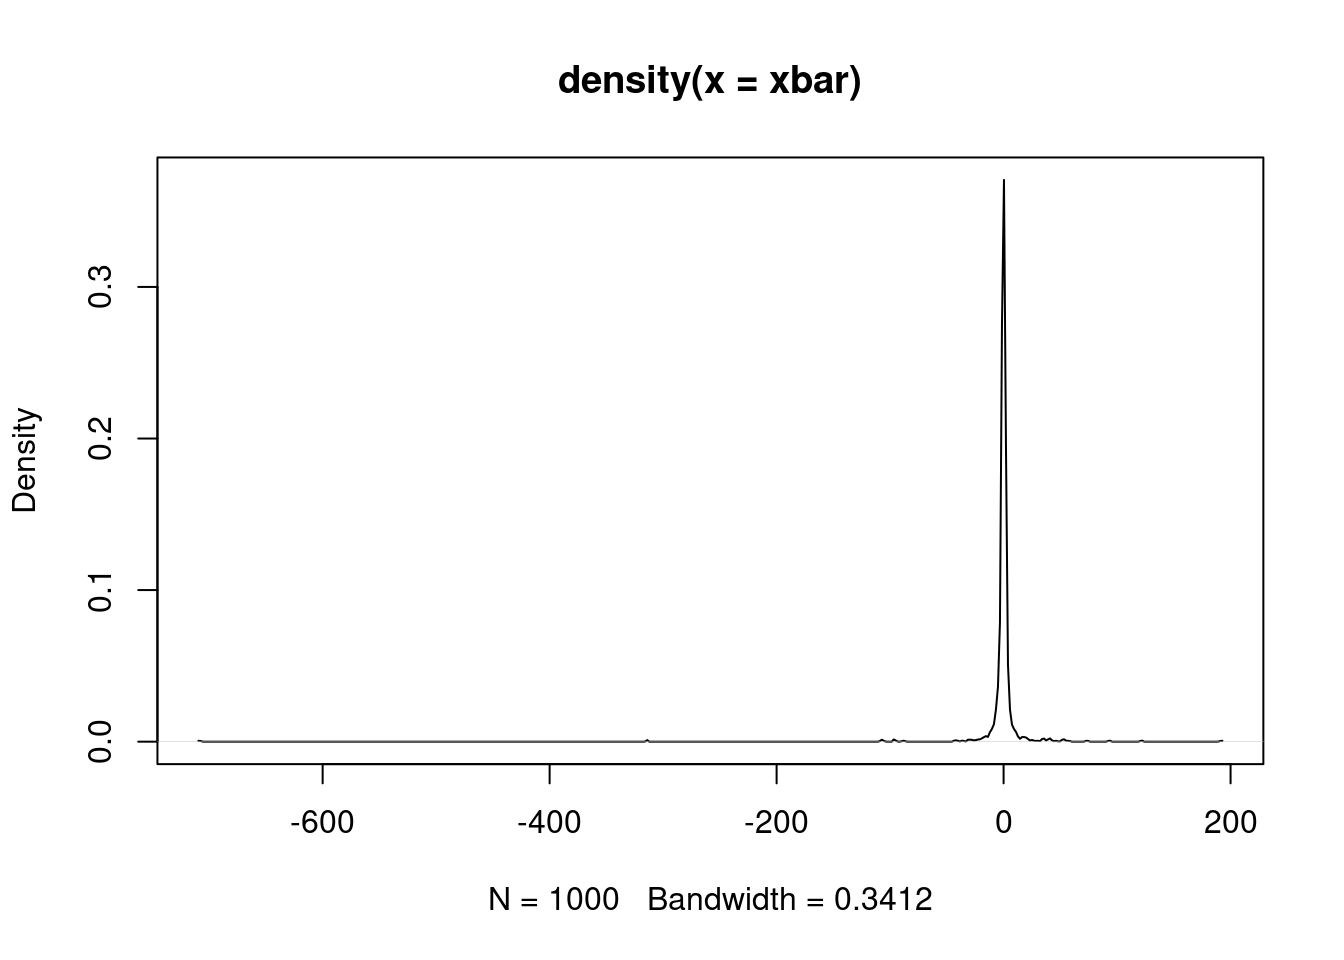 density(x = xbar)
Density
0.3
0.2
0.1
0.0
-600 -400 -200 0 200
N = 1000 Bandwidth = 0.3412